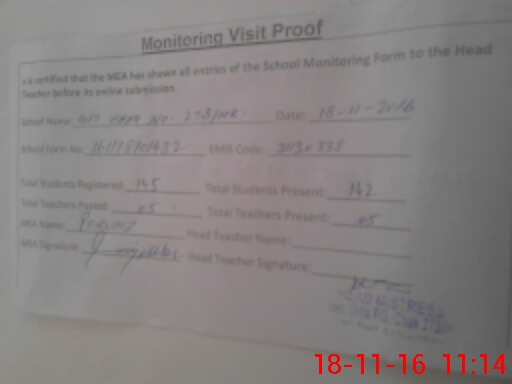 Monitoring Visit Proof
It is certified that the MEA has shown all entries of the School Monitoring Form to the Head
Teacher before its online submission.
School Name: No. 273/HR. Date: 18-11-2016
School Form No: EMIS Code:
Total Students Registered: 145 Total Students Present: 142
Total Teachers Posted: 05 Total Teachers Present: 05
MEA Name: Head Teacher Name:
MEA Signature: Head Teacher Signature:
HEAD MISTRESS
18-11-16 11:14